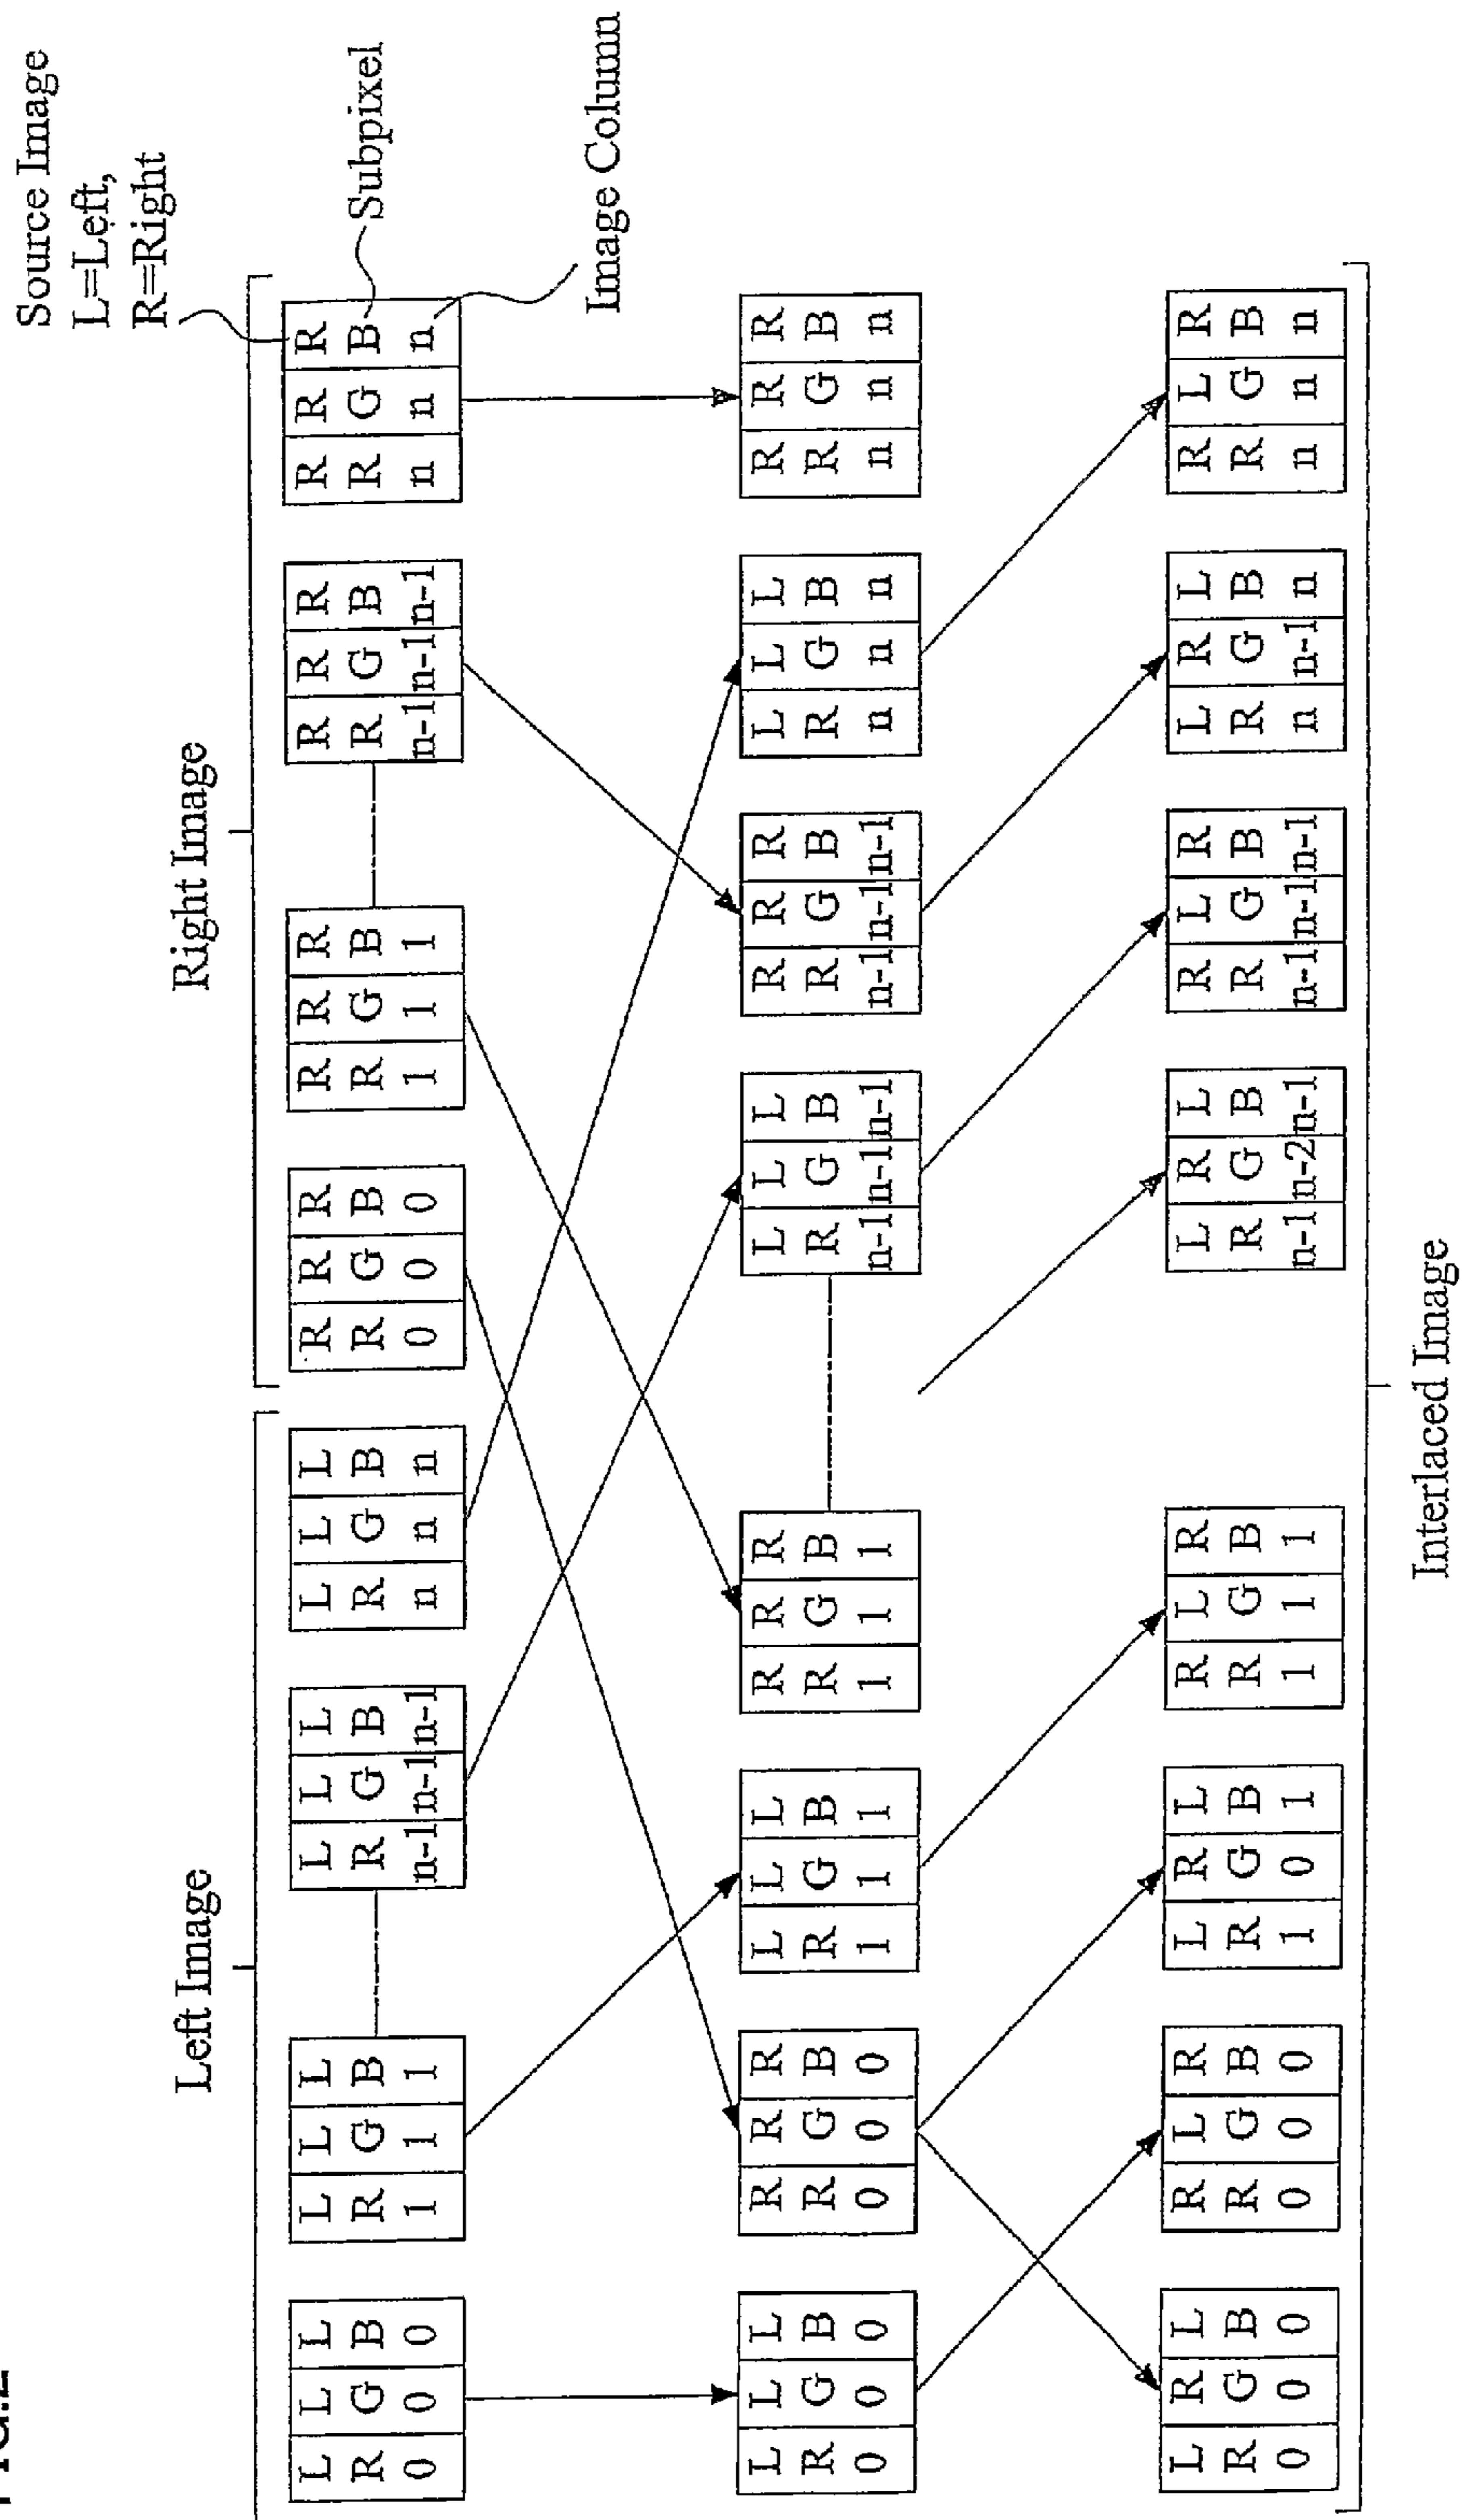 Source Image
L=Left,
R=Right
Left Image
Right Image
Subpixel
Image Column
L L L L L L L L L L L L R R R R R R R R R R R R
R G B R G B R G B R G B R G B R G B R G B R G B
0 0 0 1 1 1 n-1 n-1 n-1 n n n 0 0 0 1 1 1 n-1 n-1 n-1 n n n
L L L R R R L L L R R R L L L R R R L L L R R R
R G B R G B R G B R G B R G B R G B R G B R G B
0 0 0 0 0 0 1 1 1 1 1 1 n-1 n-1 n-1 n-1 n-1 n-1 n n n n n n
L R L R L R L R L R L R L R L R L R L R L R L R
R G B R G B R G B R G B R G B R G B R G B R G B
0 0 0 0 0 0 1 0 1 1 1 1 n-1 n-2 n-1 n-1 n-1 n-1 n n-1 n n n n
Interlaced Image